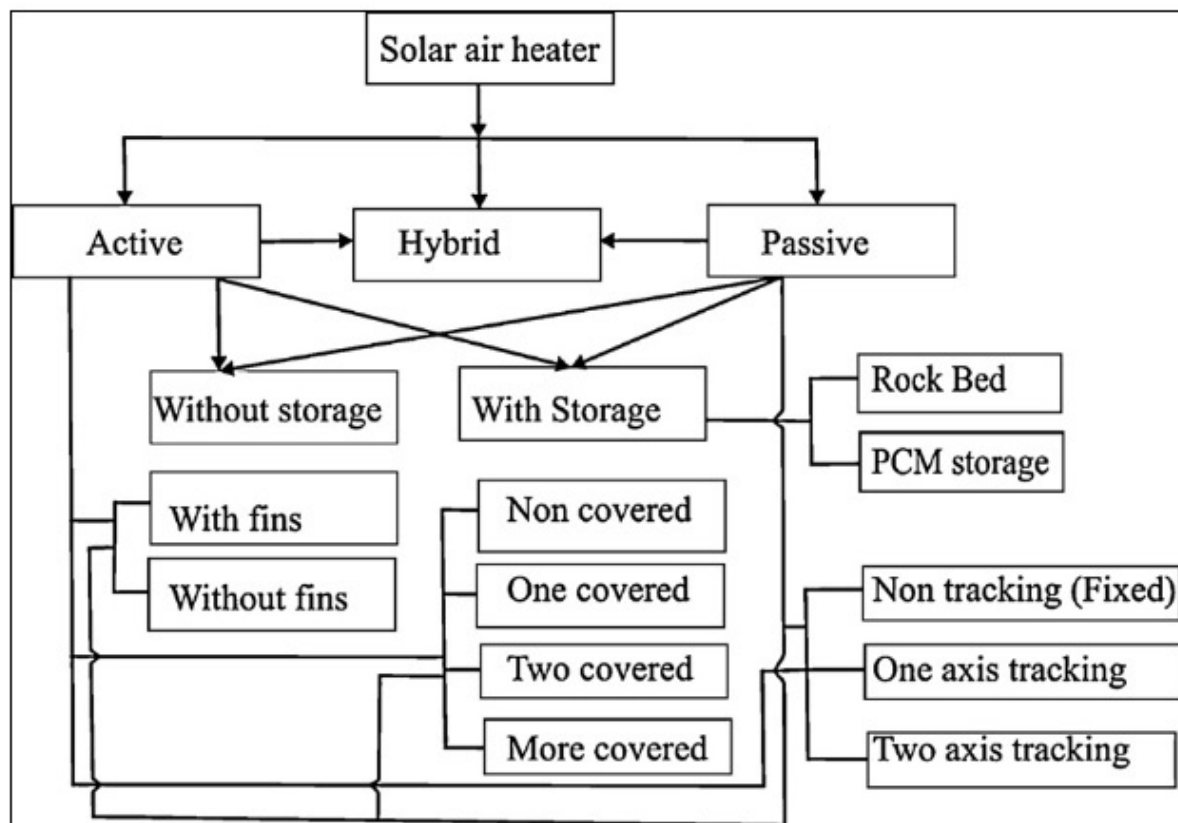 Solar air heater
Active
Hybrid
Passive
Without storage
With Storage
Rock Bed
PCM storage
With fins
Without fins
Non covered
One covered
Two covered
More covered
Non tracking (Fixed)
One axis tracking
Two axis tracking